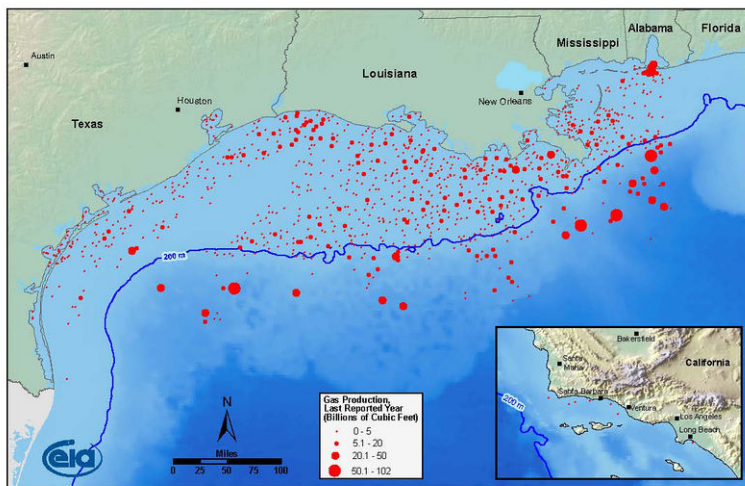 Alabama
Florida
Mississippi
Austin
Louisiana
Houston
New Orleans
Texas
200 m
N
Miles
0 25 50 100
eia
Gas Production,
Last Reported Year
(Billions of Cubic Feet)
0 - 5
5.1 - 20
20.1 - 50
50.1 - 102
Bakersfield
California
Santa
Maria
Santa Barbara
200 m
Ventura
Los Angeles
Long Beach